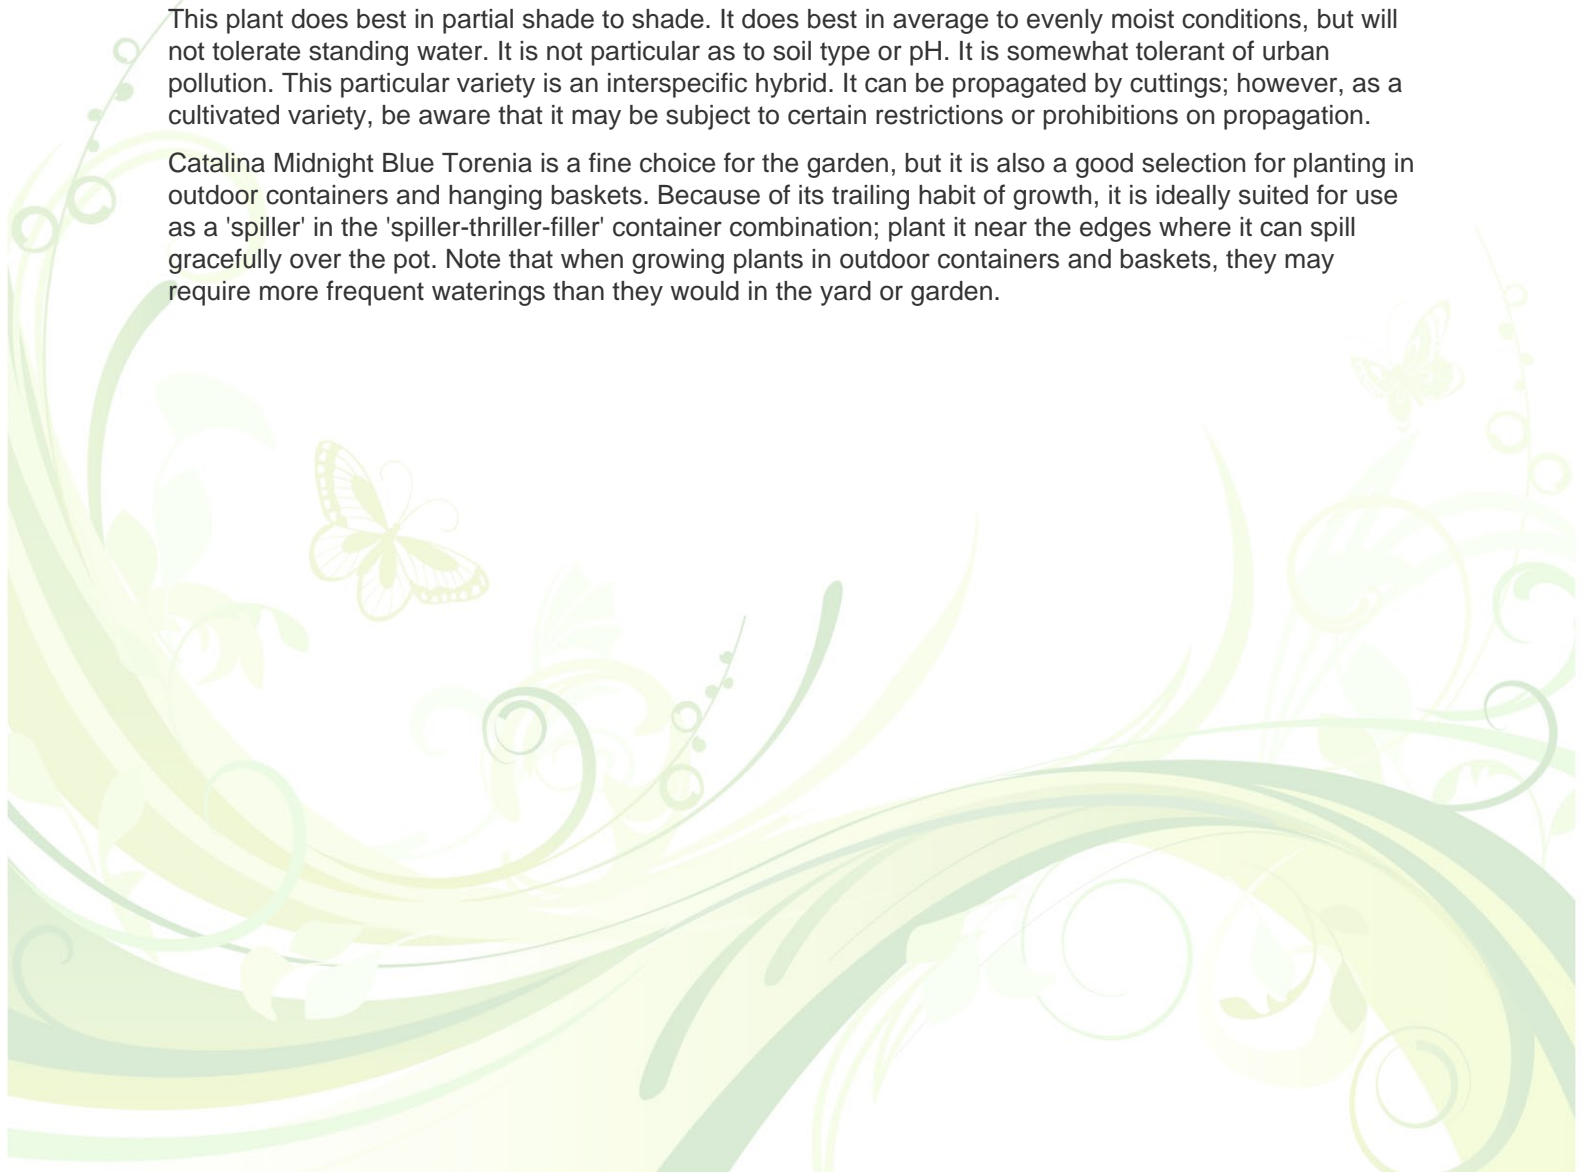 This plant does best in partial shade to shade. It does best in average to evenly moist conditions, but will
not tolerate standing water. It is not particular as to soil type or pH. It is somewhat tolerant of urban
pollution. This particular variety is an interspecific hybrid. It can be propagated by cuttings; however, as a
cultivated variety, be aware that it may be subject to certain restrictions or prohibitions on propagation.
Catalina Midnight Blue Torenia is a fine choice for the garden, but it is also a good selection for planting in
outdoor containers and hanging baskets. Because of its trailing habit of growth, it is ideally suited for use
as a 'spiller' in the 'spiller-thriller-filler' container combination; plant it near the edges where it can spill
gracefully over the pot. Note that when growing plants in outdoor containers and baskets, they may
require more frequent waterings than they would in the yard or garden.